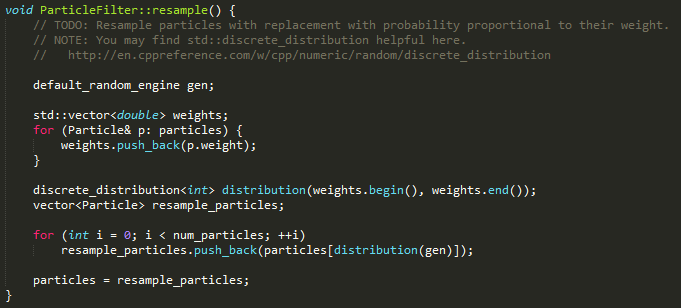 void ParticleFilter::resample() {
    // TODO: Resample particles with replacement with probability proportional to their weight.
    // NOTE: You may find std::discrete_distribution helpful here.
    //   http://en.cppreference.com/w/cpp/numeric/random/discrete_distribution

    default_random_engine gen;

    std::vector<double> weights;
    for (Particle& p: particles) {
        weights.push_back(p.weight);
    }

    discrete_distribution<int> distribution(weights.begin(), weights.end());
    vector<Particle> resample_particles;

    for (int i = 0; i < num_particles; ++i)
        resample_particles.push_back(particles[distribution(gen)]);

    particles = resample_particles;
}